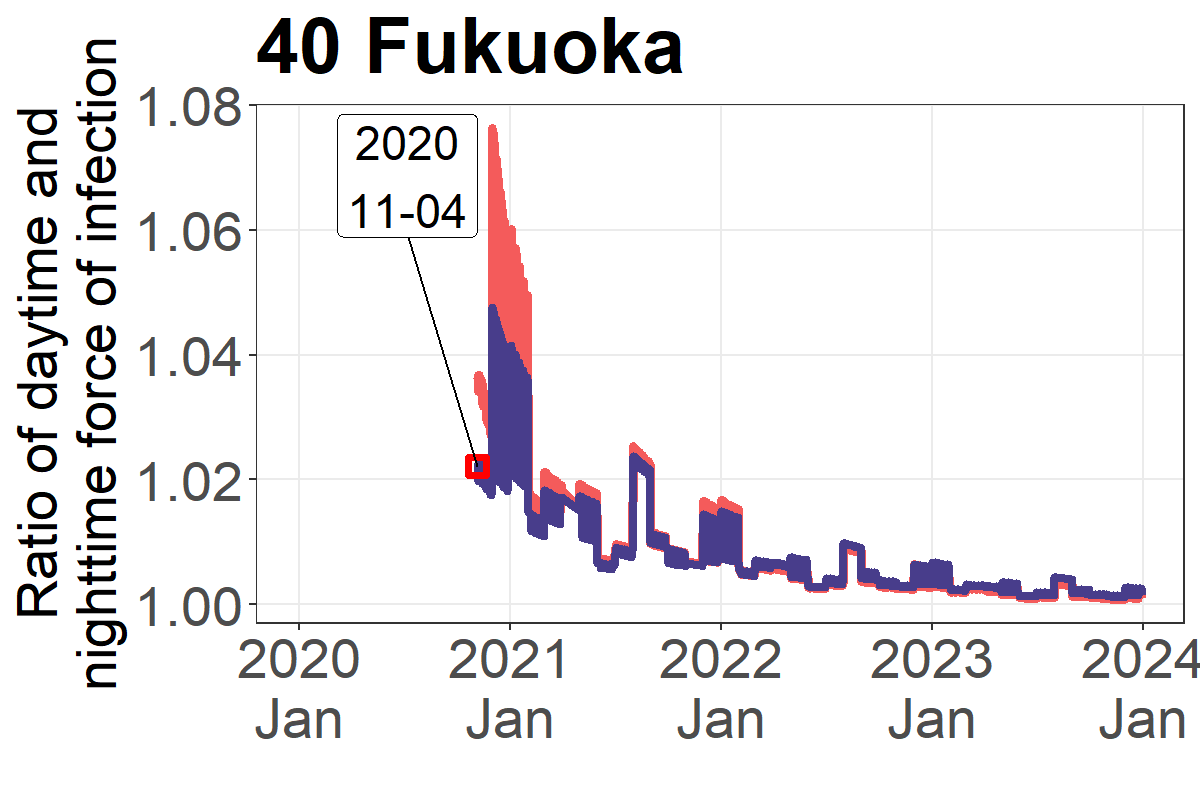 40 Fukuoka
Ratio of daytime and
nighttime force of infection
1.08
1.06
1.04
1.02
1.00
2020
11-04
2020
Jan
2021
Jan
2022
Jan
2023
Jan
2024
Jan